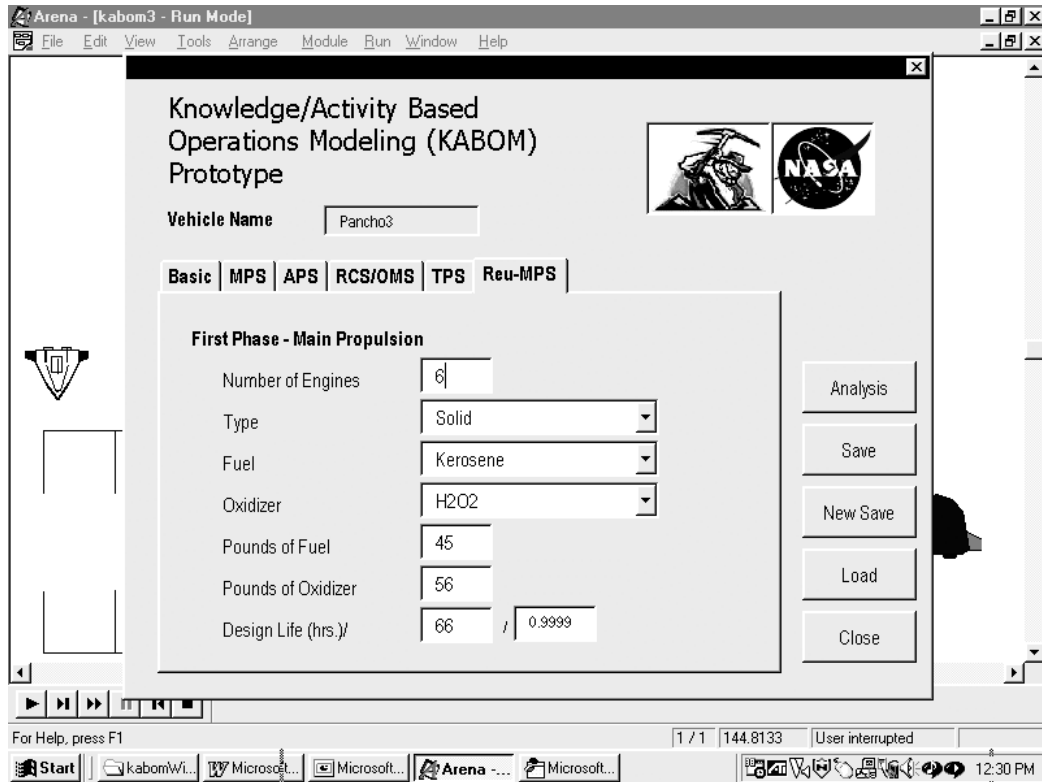 Arena - [kabom3 - Run Mode]
File Edit View Tools Arrange Module Run Window Help
Knowledge/Activity Based
Operations Modeling (KABOM)
Prototype
NASA
Vehicle Name Pancho3
Basic MPS APS RCS/OMS TPS Reu-MPS
First Phase - Main Propulsion
Number of Engines 6
Type Solid
Fuel Kerosene
Oxidizer H2O2
Pounds of Fuel 45
Pounds of Oxidizer 56
Design Life (hrs.)/ 66 / 0.9999
Analysis
Save
New Save
Load
Close
For Help, press F1 1 / 1 144.8133 User interrupted
Start kabomWi... Microsoft... Microsoft... Arena -... Microsoft... 12:30 PM